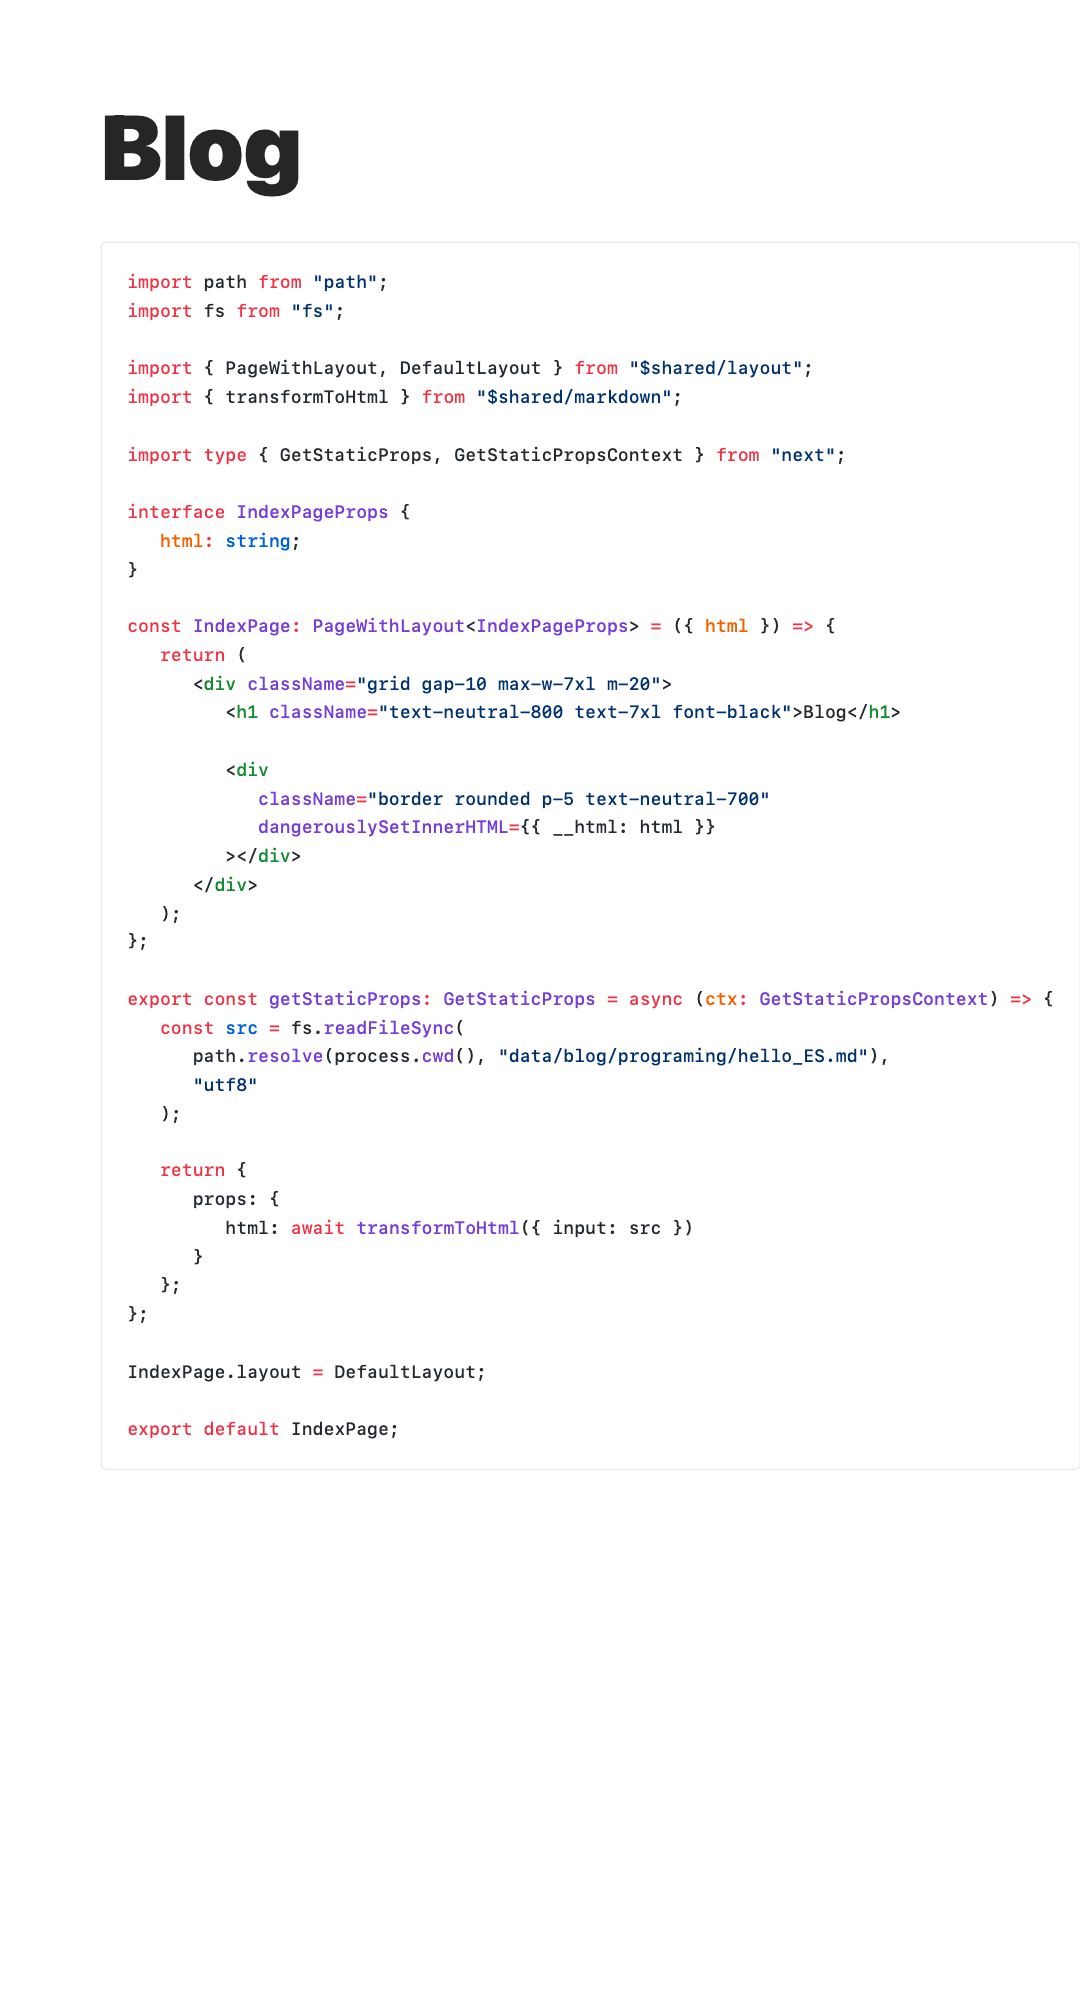 Blog
import path from "path";
import fs from "fs";
import { PageWithLayout, DefaultLayout } from "$shared/layout";
import { transformToHtml } from "$shared/markdown";
import type { GetStaticProps, GetStaticPropsContext } from "next";
interface IndexPageProps {
   html: string;
}
const IndexPage: PageWithLayout<IndexPageProps> = ({ html }) => {
   return (
      <div className="grid gap-10 max-w-7xl m-20">
         <h1 className="text-neutral-800 text-7xl font-black">Blog</h1>
         <div
            className="border rounded p-5 text-neutral-700"
            dangerouslySetInnerHTML={{ __html: html }}
         ></div>
      </div>
   );
};
export const getStaticProps: GetStaticProps = async (ctx: GetStaticPropsContext) => {
   const src = fs.readFileSync(
      path.resolve(process.cwd(), "data/blog/programing/hello_ES.md"),
      "utf8"
   );
   return {
      props: {
         html: await transformToHtml({ input: src })
      }
   };
};
IndexPage.layout = DefaultLayout;
export default IndexPage;